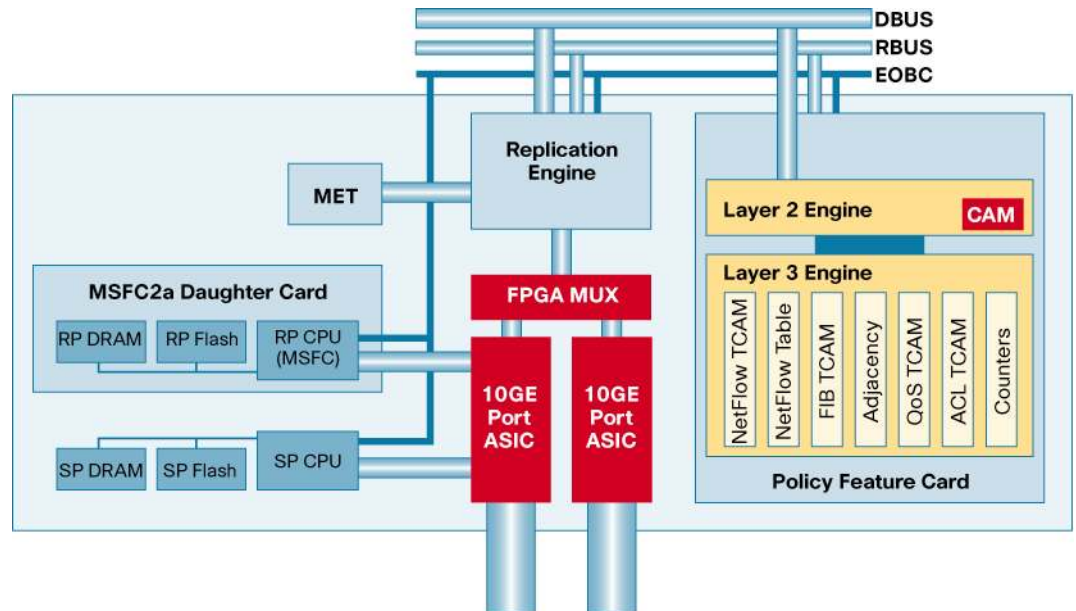 DBUS
RBUS
EOBC
Replication
Engine
MET
Layer 2 Engine
CAM
Layer 3 Engine
NetFlow TCAM
NetFlow Table
FIB TCAM
Adjacency
QoS TCAM
ACL TCAM
Counters
Policy Feature Card
FPGA MUX
MSFC2a Daughter Card
RP DRAM
RP Flash
RP CPU
(MSFC)
10GE
Port
ASIC
10GE
Port
ASIC
SP DRAM
SP Flash
SP CPU